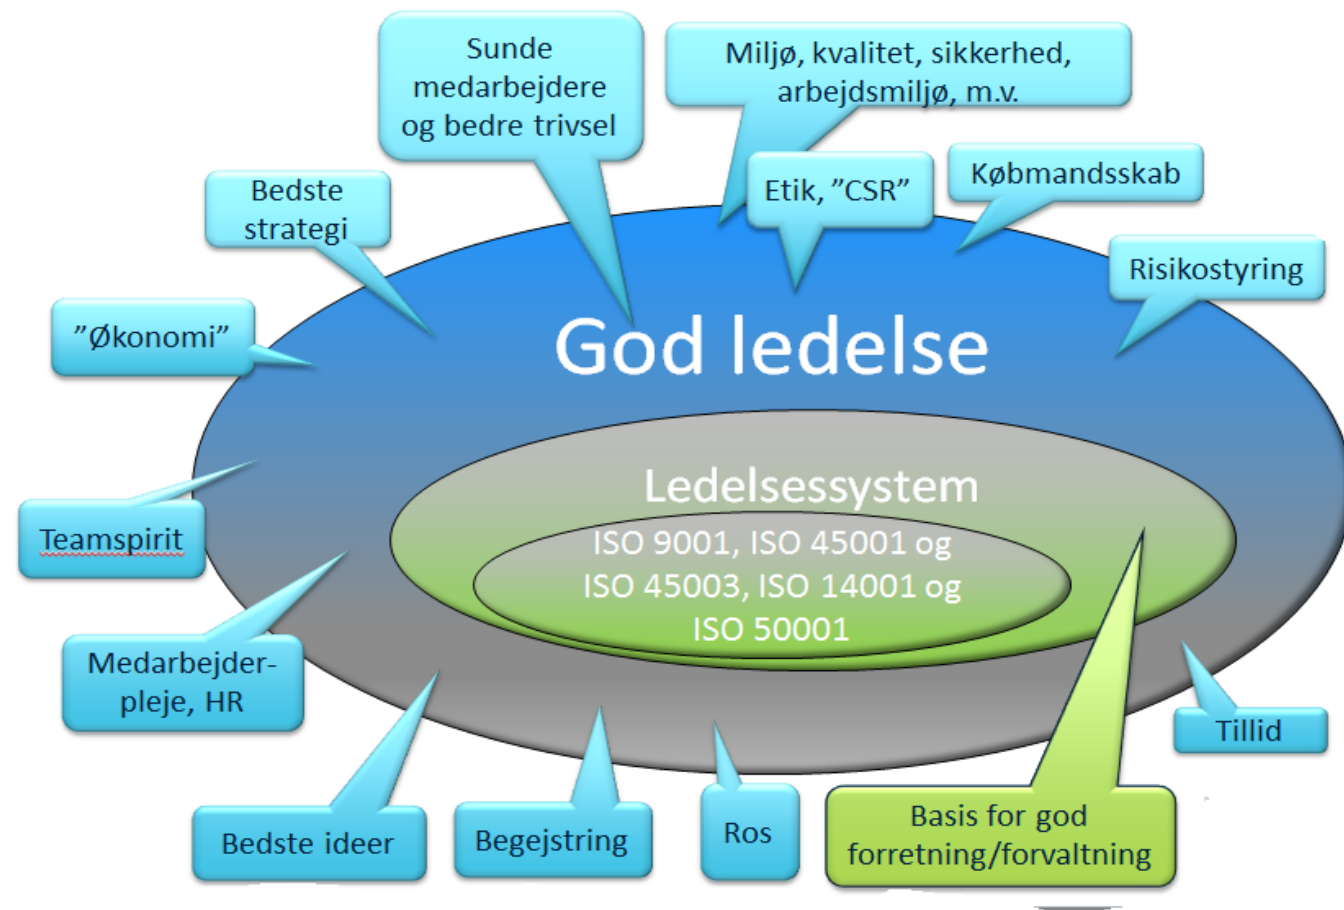 Sunde
medarbejdere
og bedre trivsel
Miljø, kvalitet, sikkerhed,
arbejdsmiljø, m.v.
Etik, ”CSR”
Købmandsskab
Bedste
strategi
Risikostyring
”Økonomi”
God ledelse
Ledelsessystem
ISO 9001, ISO 45001 og
ISO 45003, ISO 14001 og
ISO 50001
Teamspirit
Medarbejder-
pleje, HR
Tillid
Bedste ideer
Begejstring
Ros
Basis for god
forretning/forvaltning